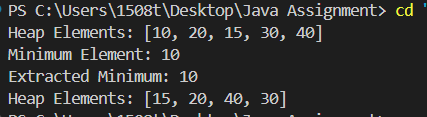 PS C:\Users\1508t\Desktop\Java Assignment> cd '
Heap Elements: [10, 20, 15, 30, 40]
Minimum Element: 10
Extracted Minimum: 10
Heap Elements: [15, 20, 40, 30]
PS C:\Users\1508t\Desktop\Java Assignment>